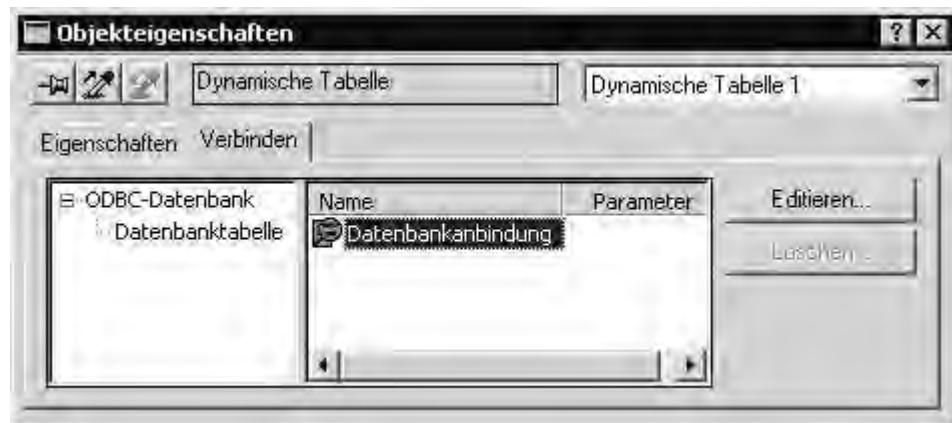 Objekteigenschaften
Dynamische Tabelle
Dynamische Tabelle 1
Eigenschaften
Verbinden
ODBC-Datenbank
Datenbanktabelle
Name
Parameter
Datenbankanbindung
Editieren...
Löschen...